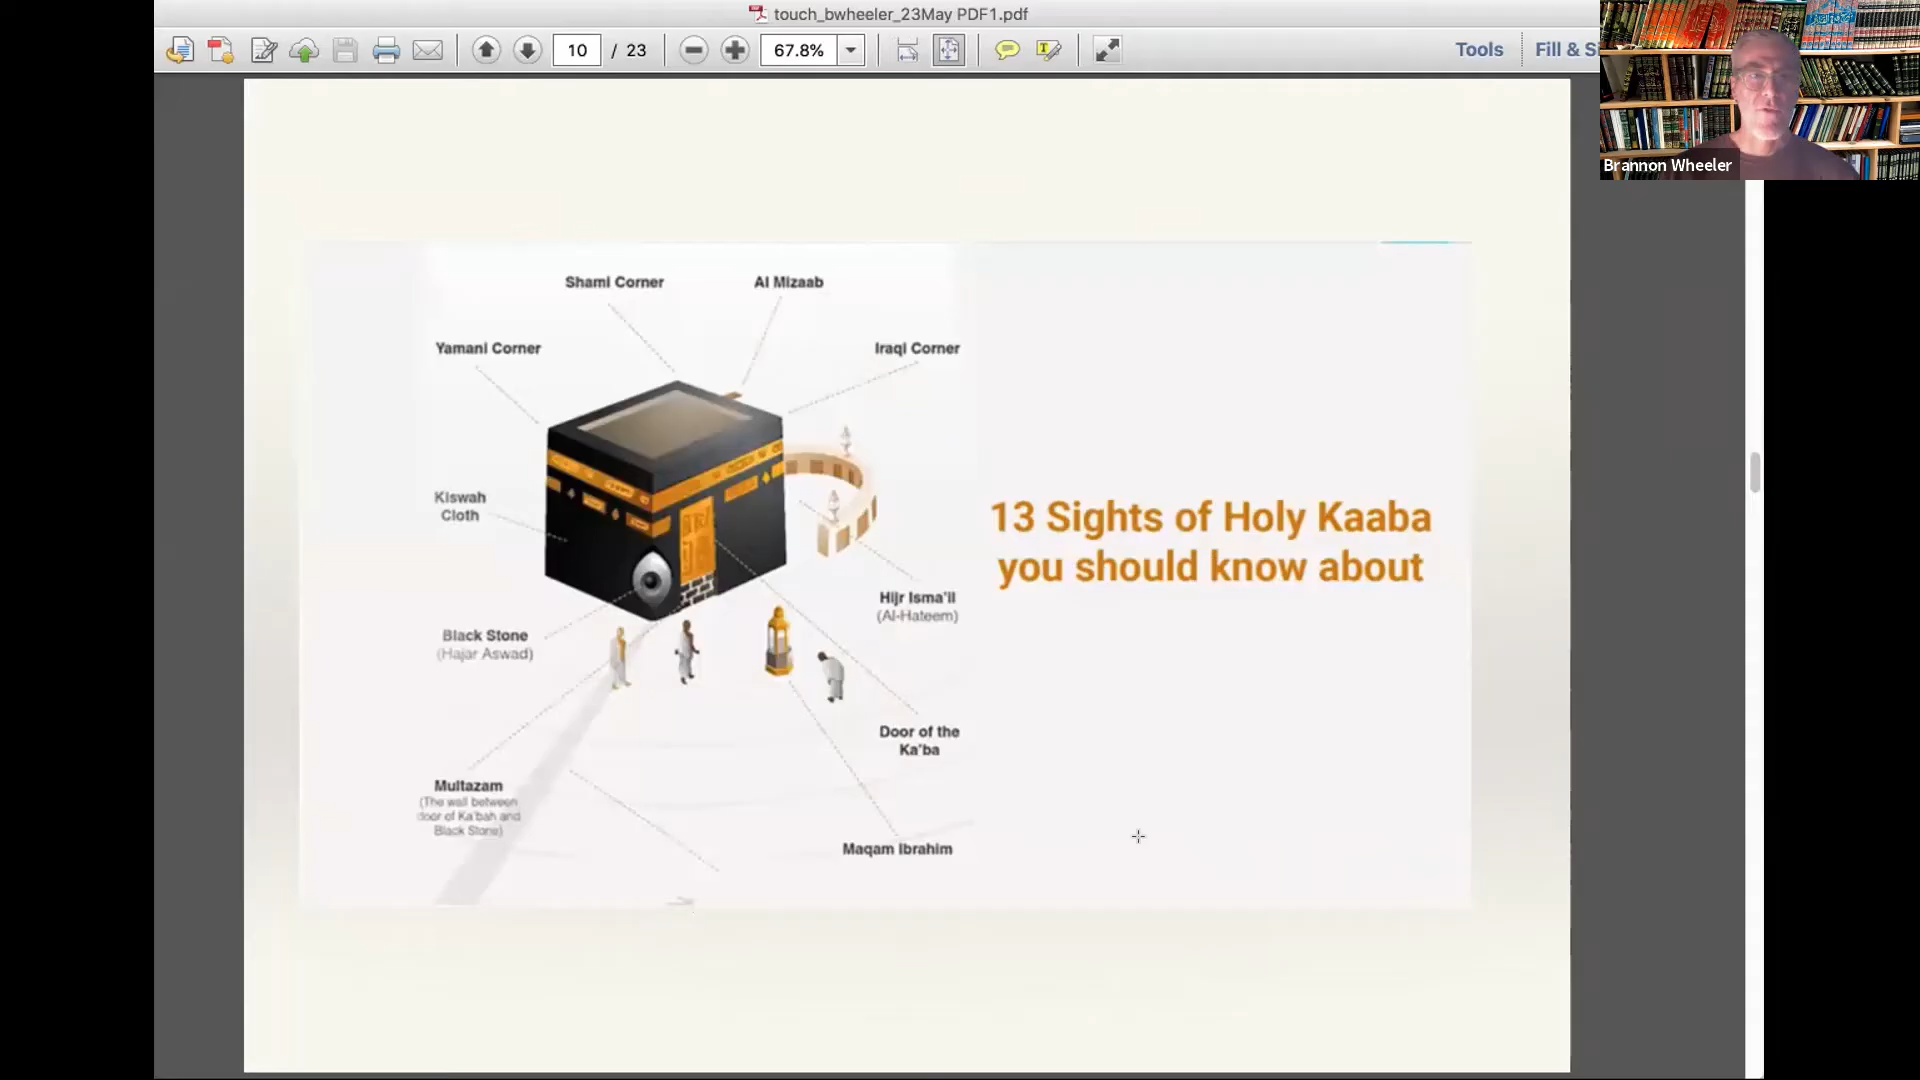 touch_bwheeler_23May PDF1.pdf
10 / 23
67.8%
Tools
Fill & S
Brannon Wheeler
Shami Corner
Al Mizaab
Yamani Corner
Iraqi Corner
Kiswah
Cloth
13 Sights of Holy Kaaba
you should know about
Hijr Isma'il
(Al-Hateem)
Black Stone
(Hajar Aswad)
Door of the
Ka'ba
Multazam
(The wall between
door of Ka'bah and
Black Stone)
Maqam Ibrahim